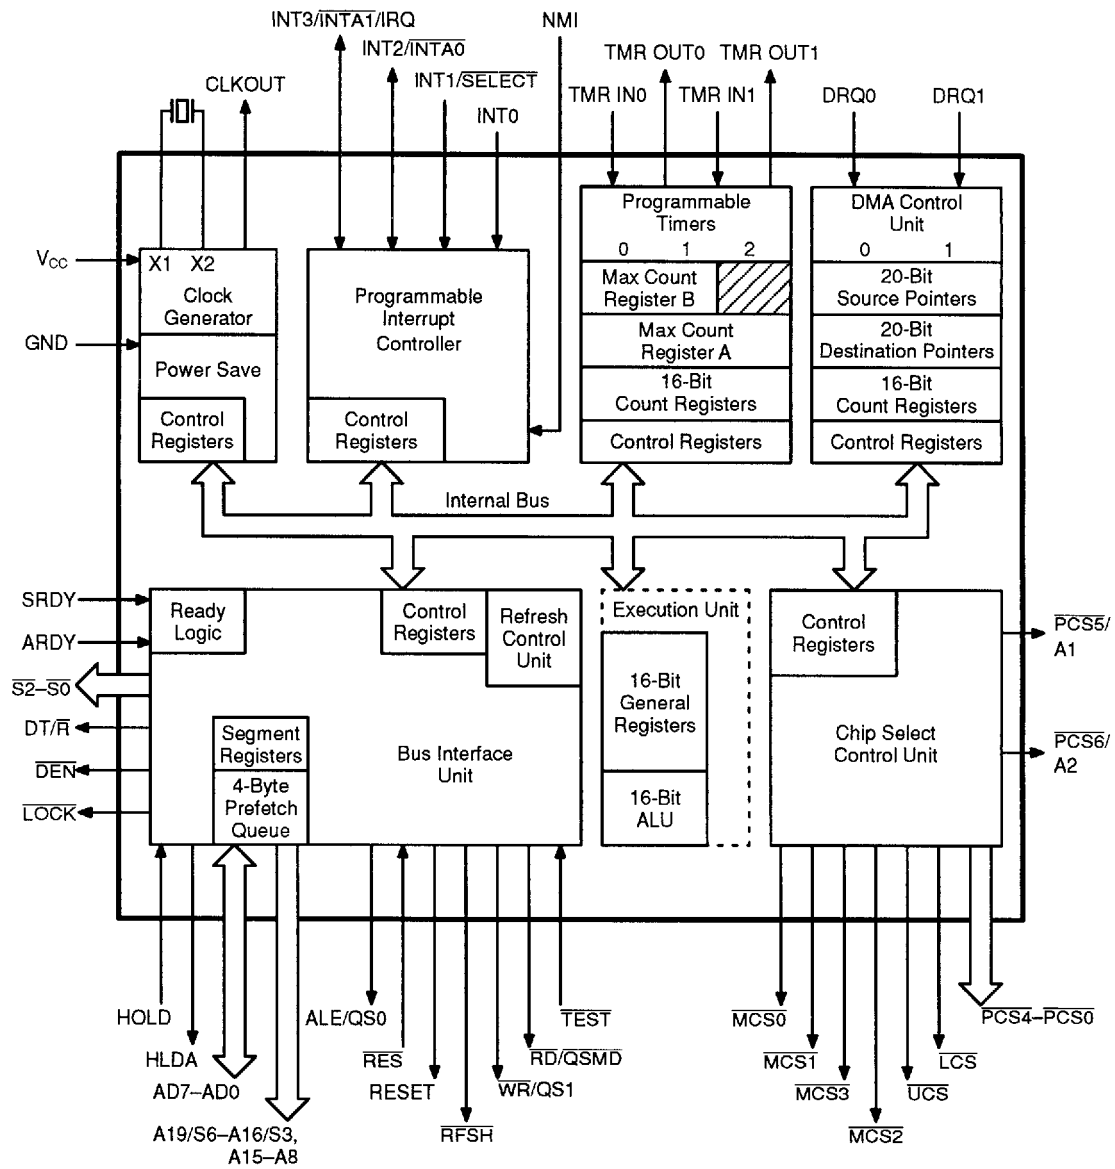 INT3/INTA1/IRQ
NMI
INT2/INTA0
TMR OUT0 TMR OUT1
CLKOUT
INT1/SELECT
TMR IN0 TMR IN1
DRQ0 DRQ1
INT0
VCC
GND
X1 X2
Clock
Generator
Power Save
Control
Registers
Programmable
Interrupt
Controller
Control
Registers
Programmable
Timers
0 1 2
Max Count
Register B
Max Count
Register A
16-Bit
Count Registers
Control Registers
DMA Control
Unit
0 1
20-Bit
Source Pointers
20-Bit
Destination Pointers
16-Bit
Count Registers
Control Registers
Internal Bus
SRDY
ARDY
S2–S0
DT/R
DEN
LOCK
Ready
Logic
Control
Registers
Refresh
Control
Unit
Segment
Registers
4-Byte
Prefetch
Queue
Bus Interface
Unit
Execution Unit
16-Bit
General
Registers
16-Bit
ALU
Control
Registers
Chip Select
Control Unit
PCS5/
A1
PCS6/
A2
HOLD
HLDA
AD7–AD0
A19/S6–A16/S3,
A15–A8
ALE/QS0
RES
RESET
RFSH
WR/QS1
RD/QSMD
TEST
MCS0
MCS1
MCS3
MCS2
UCS
LCS
PCS4–PCS0